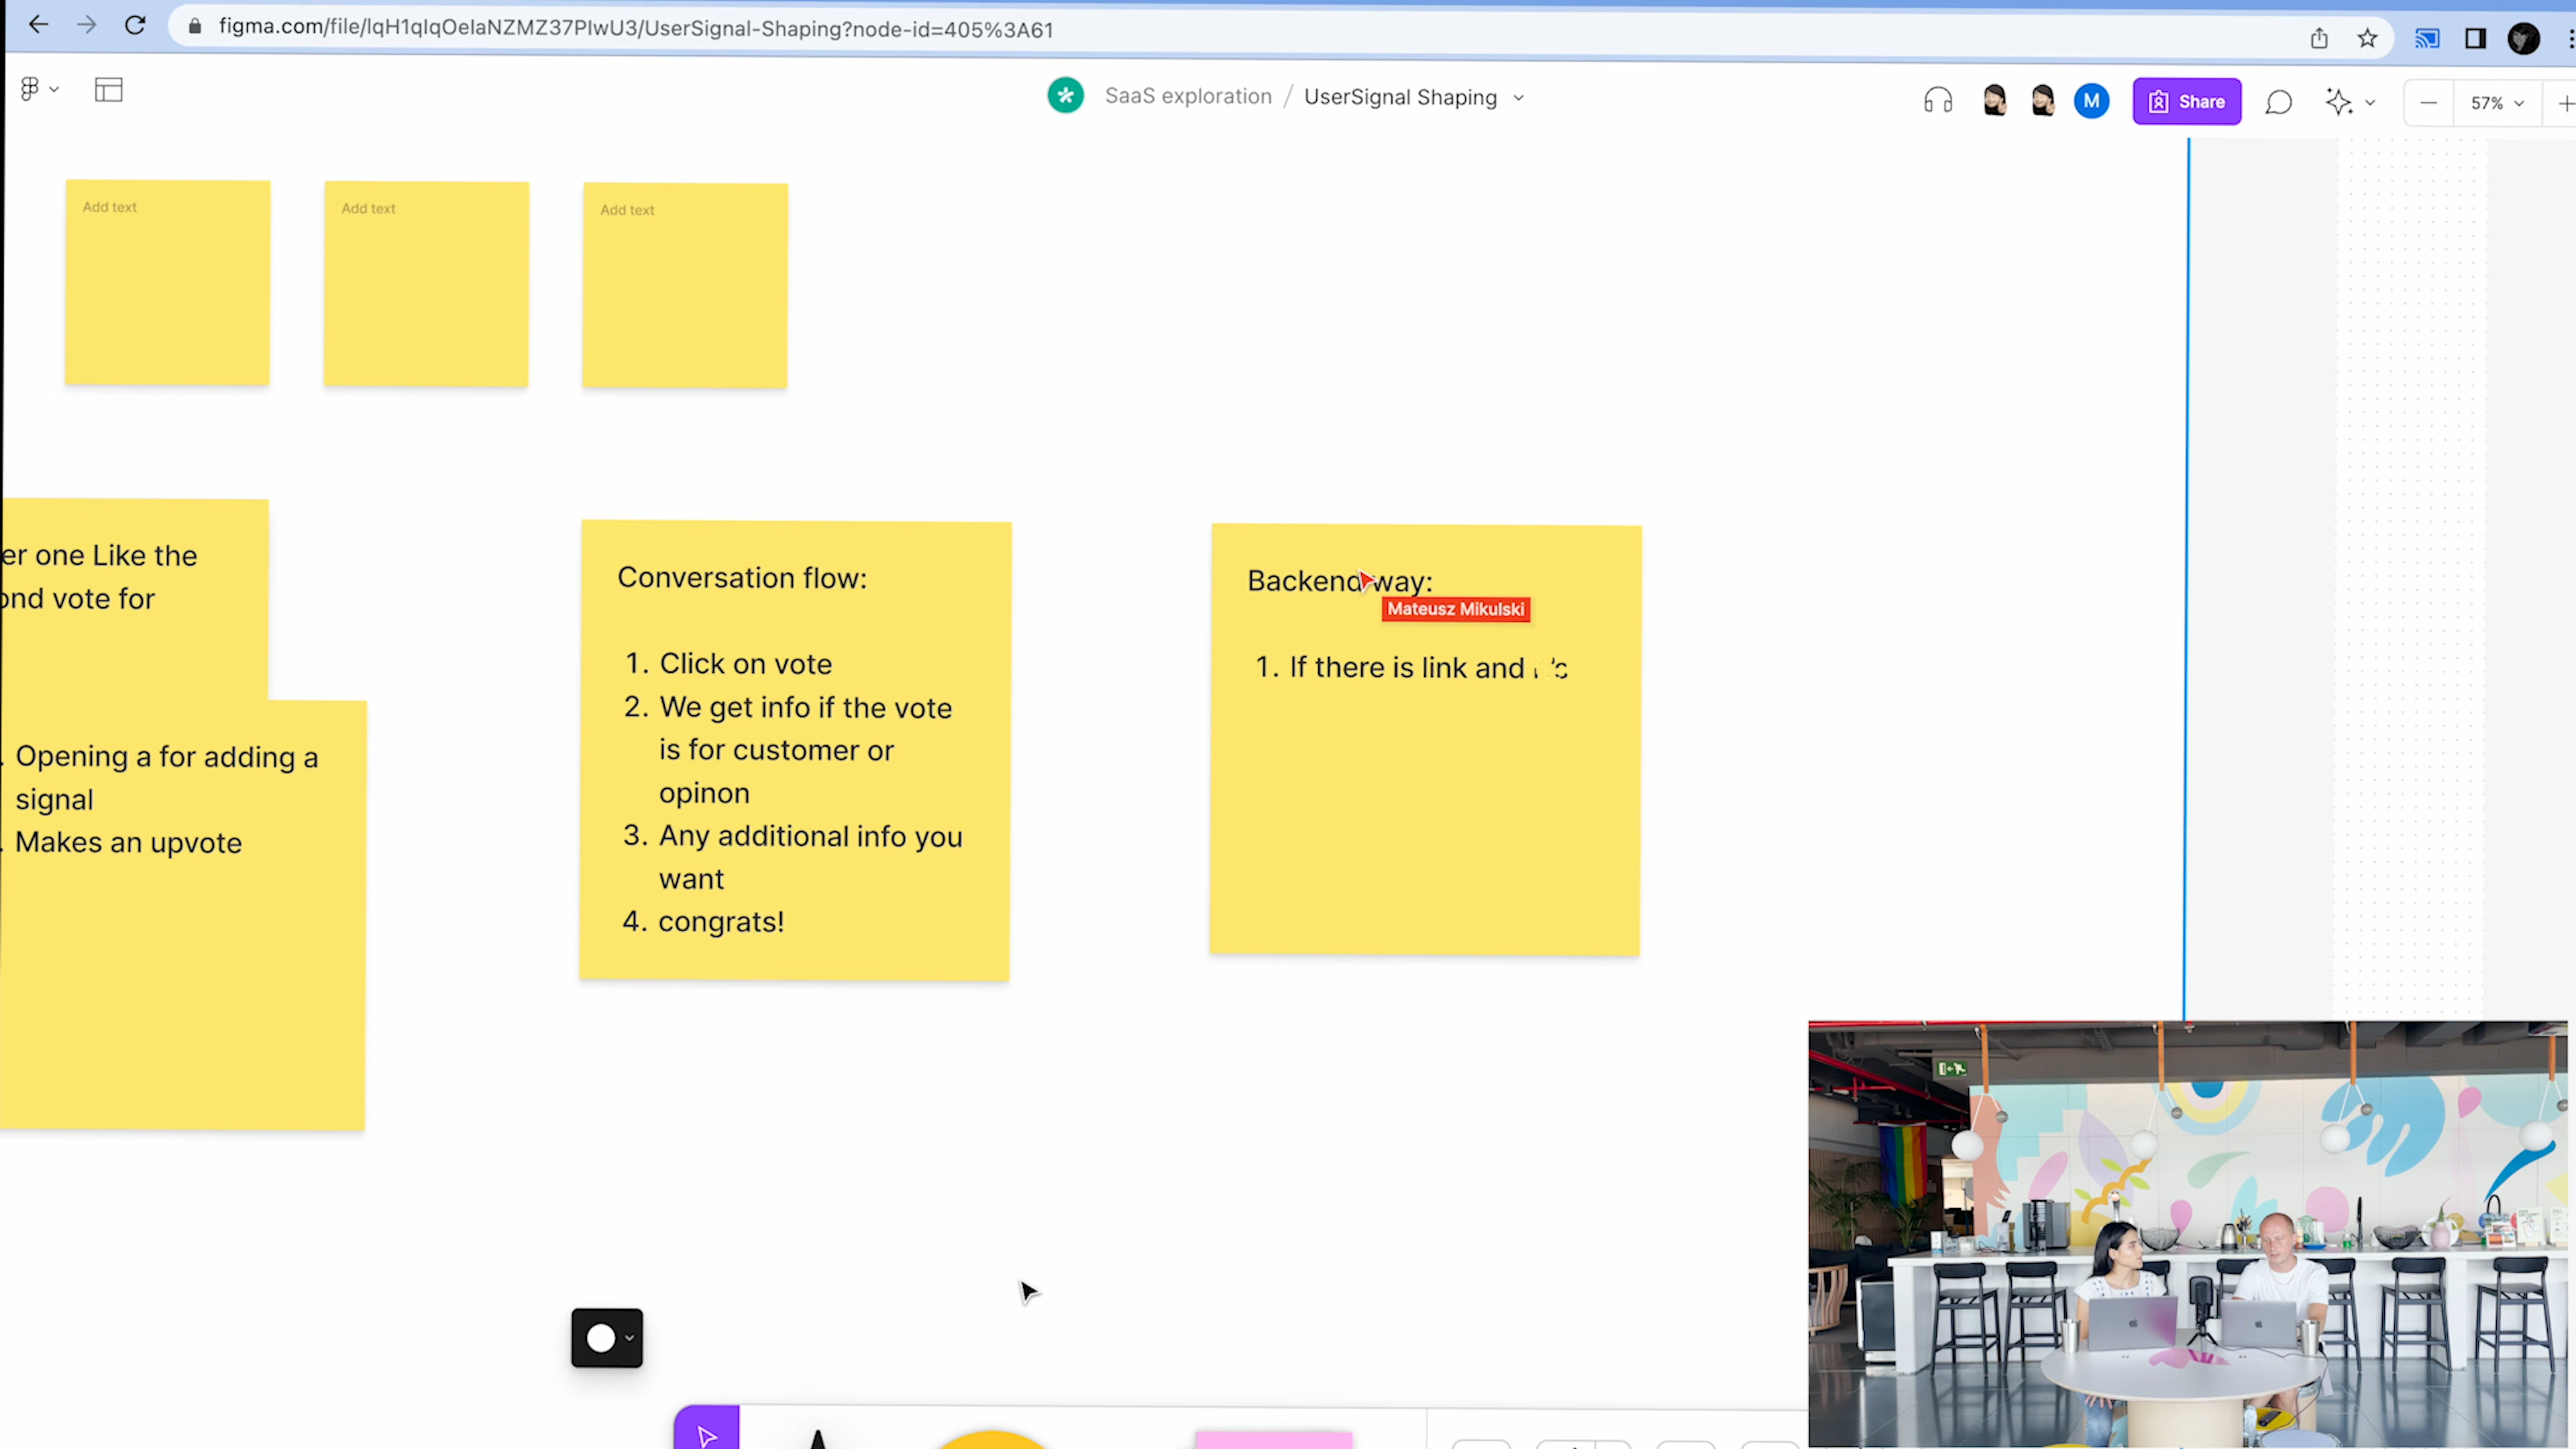 figma.com/file/lqH1qIqOelaNZMZ37PIwU3/UserSignal-Shaping?node-id=405%3A61
SaaS exploration / UserSignal Shaping
M
Share
57%
Add text
Add text
Add text
er one Like the
ond vote for
Opening a for adding a
signal
Makes an upvote
Conversation flow:
1. Click on vote
2. We get info if the vote
is for customer or
opinon
3. Any additional info you
want
4. congrats!
Backend way:
Mateusz Mikulski
1. If there is link and